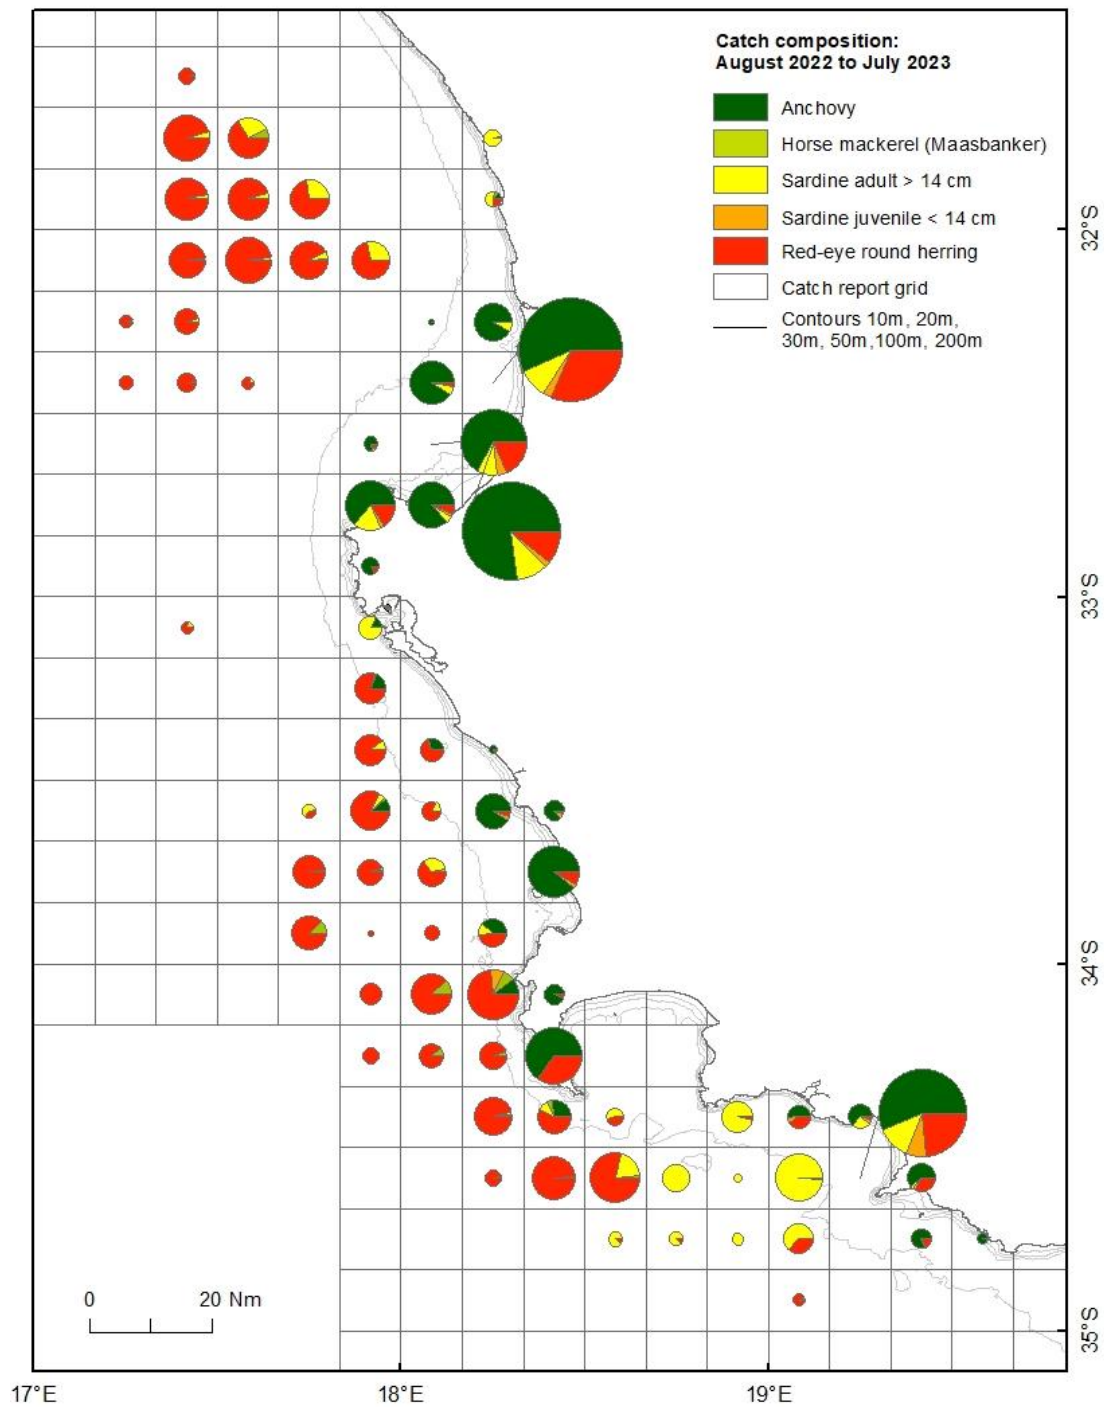 Catch composition:
August 2022 to July 2023
Anchovy
Horse mackerel (Maasbanker)
Sardine adult > 14 cm
Sardine juvenile < 14 cm
Red-eye round herring
Catch report grid
Contours 10m, 20m,
30m, 50m ,100m, 200m
32°S
33°S
34°S
35°S
0 20 Nm
17°E 18°E 19°E